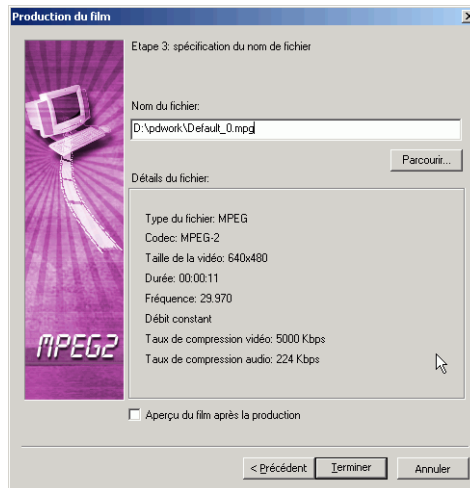 Production du film
Etape 3: spécification du nom de fichier
Nom du fichier:
D:\pdwork\Default_0.mpg
Parcourir...
Détails du fichier:
Type du fichier: MPEG
Codec: MPEG-2
Taille de la vidéo: 640x480
Durée: 00:00:11
Fréquence: 29.970
Débit constant
Taux de compression vidéo: 5000 Kbps
Taux de compression audio: 224 Kbps
MPEG2
Aperçu du film après la production
< Précédent
Terminer
Annuler